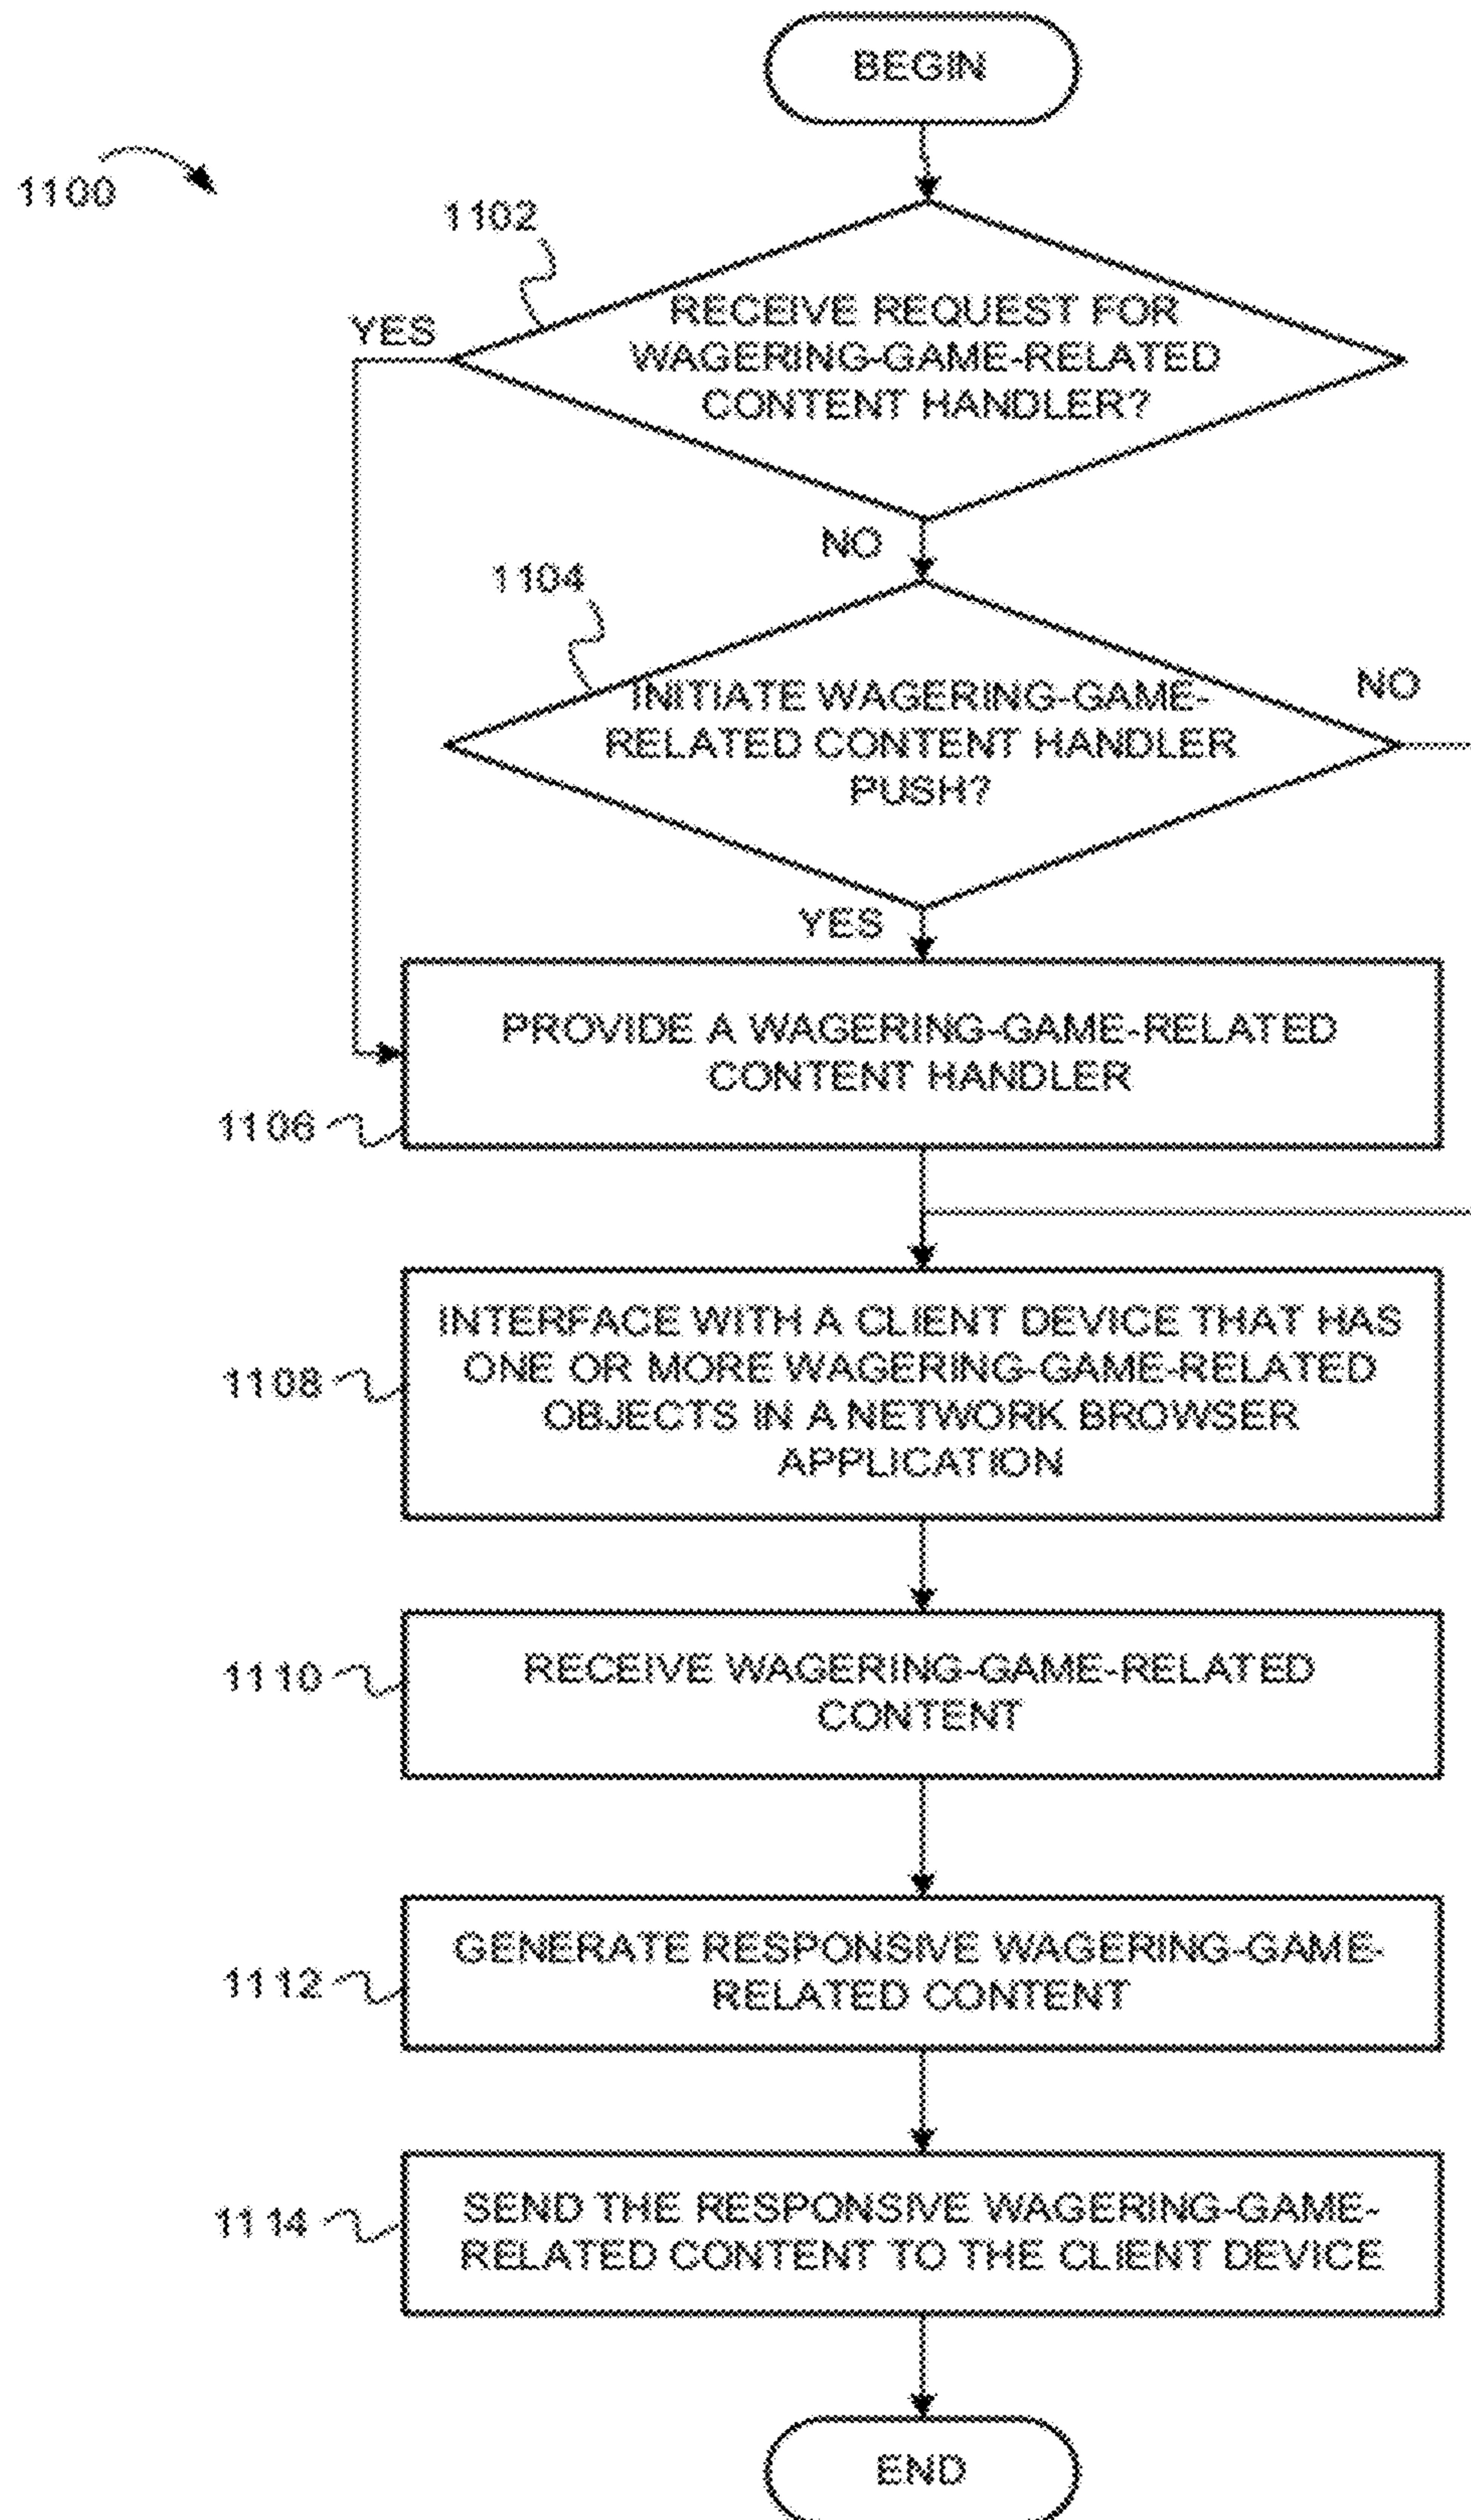 BEGIN
1100
1102
YES
RECEIVE REQUEST FOR
WAGERING-GAME-RELATED
CONTENT HANDLER?
NO
1104
NO
INITIATE WAGERING-GAME-
RELATED CONTENT HANDLER
PUSH?
YES
PROVIDE A WAGERING-GAME-RELATED
CONTENT HANDLER
1106
INTERFACE WITH A CLIENT DEVICE THAT HAS
ONE OR MORE WAGERING-GAME-RELATED
OBJECTS IN A NETWORK BROWSER
APPLICATION
1108
RECEIVE WAGERING-GAME-RELATED
CONTENT
1110
GENERATE RESPONSIVE WAGERING-GAME-
RELATED CONTENT
1112
SEND THE RESPONSIVE WAGERING-GAME-
RELATED CONTENT TO THE CLIENT DEVICE
1114
END